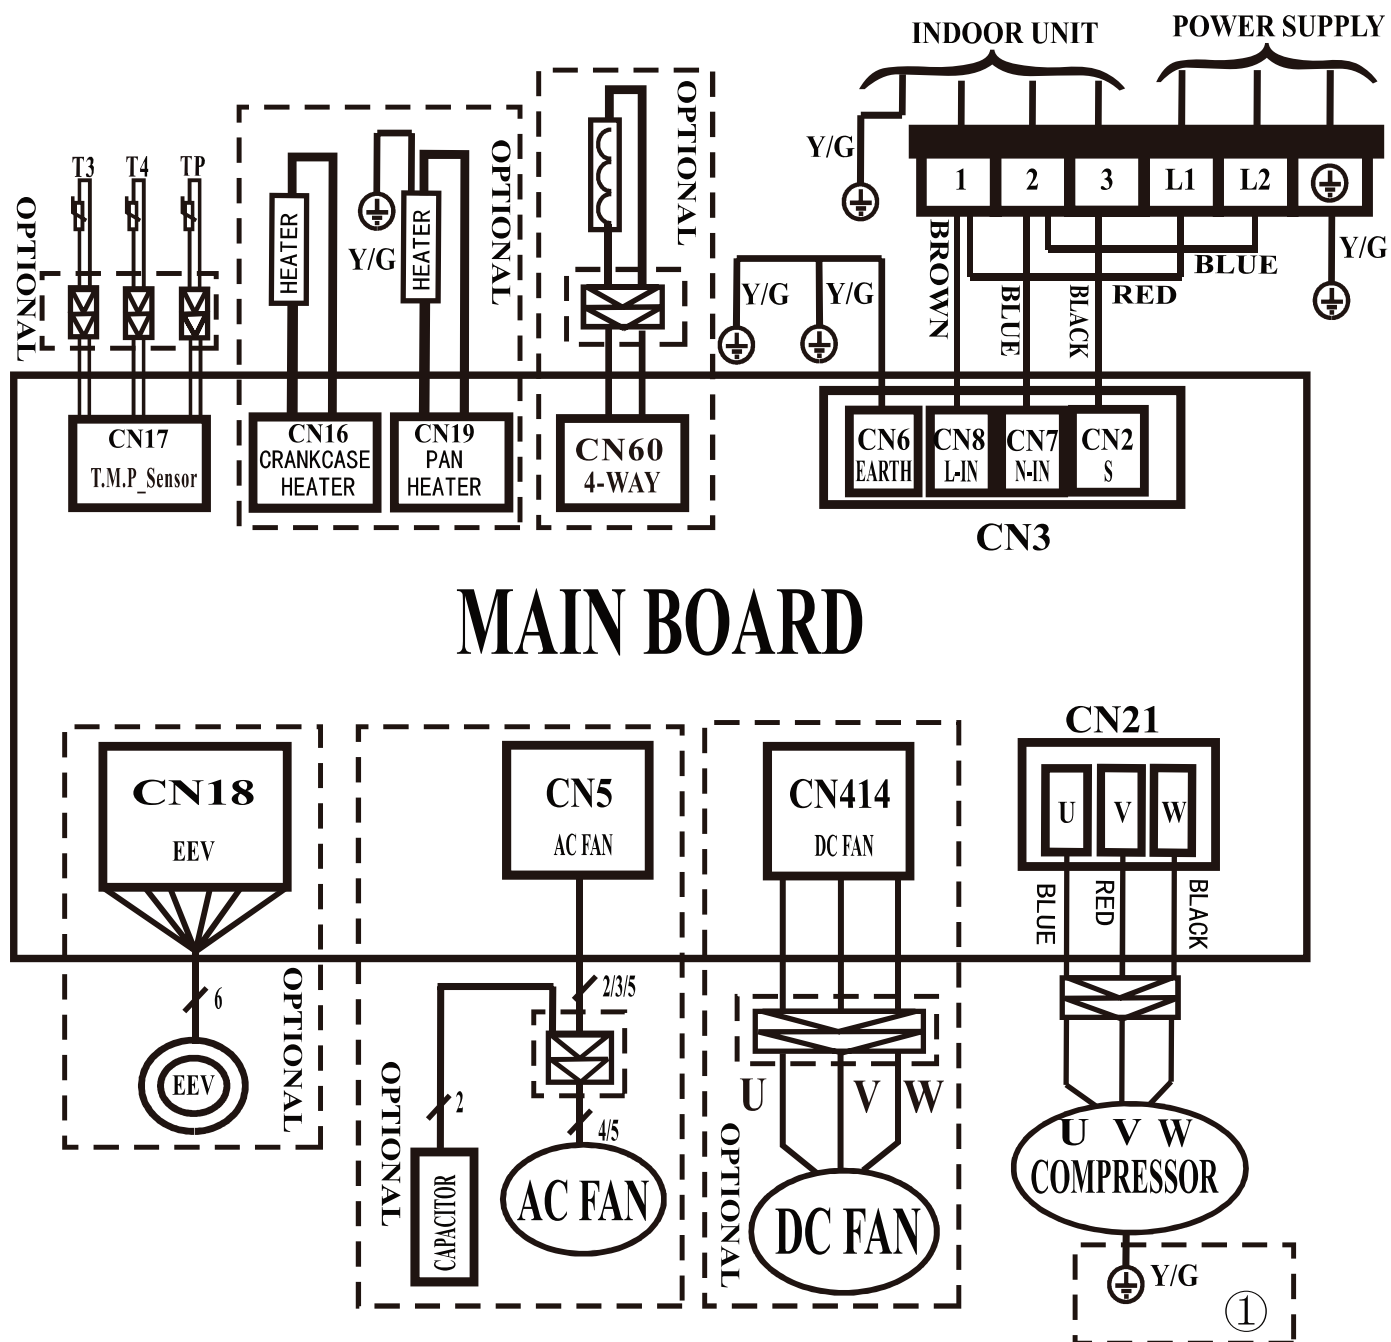 INDOOR UNIT
POWER SUPPLY
Y/G
1
2
3
L1
L2
Y/G
BROWN
BLUE
BLACK
BLUE
RED
T3
T4
TP
OPTIONAL
HEATER
Y/G
HEATER
OPTIONAL
OPTIONAL
Y/G
Y/G
CN17
T.M.P_Sensor
CN16
CRANKCASE
HEATER
CN19
PAN
HEATER
CN60
4-WAY
CN6
EARTH
CN8
L-IN
CN7
N-IN
CN2
S
CN3
MAIN BOARD
CN18
EEV
CN5
AC FAN
CN414
DC FAN
CN21
U
V
W
BLUE
RED
BLACK
6
EEV
OPTIONAL
2/3/5
2
4/5
OPTIONAL
CAPACITOR
AC FAN
U
V
W
OPTIONAL
DC FAN
U V W
COMPRESSOR
Y/G
①